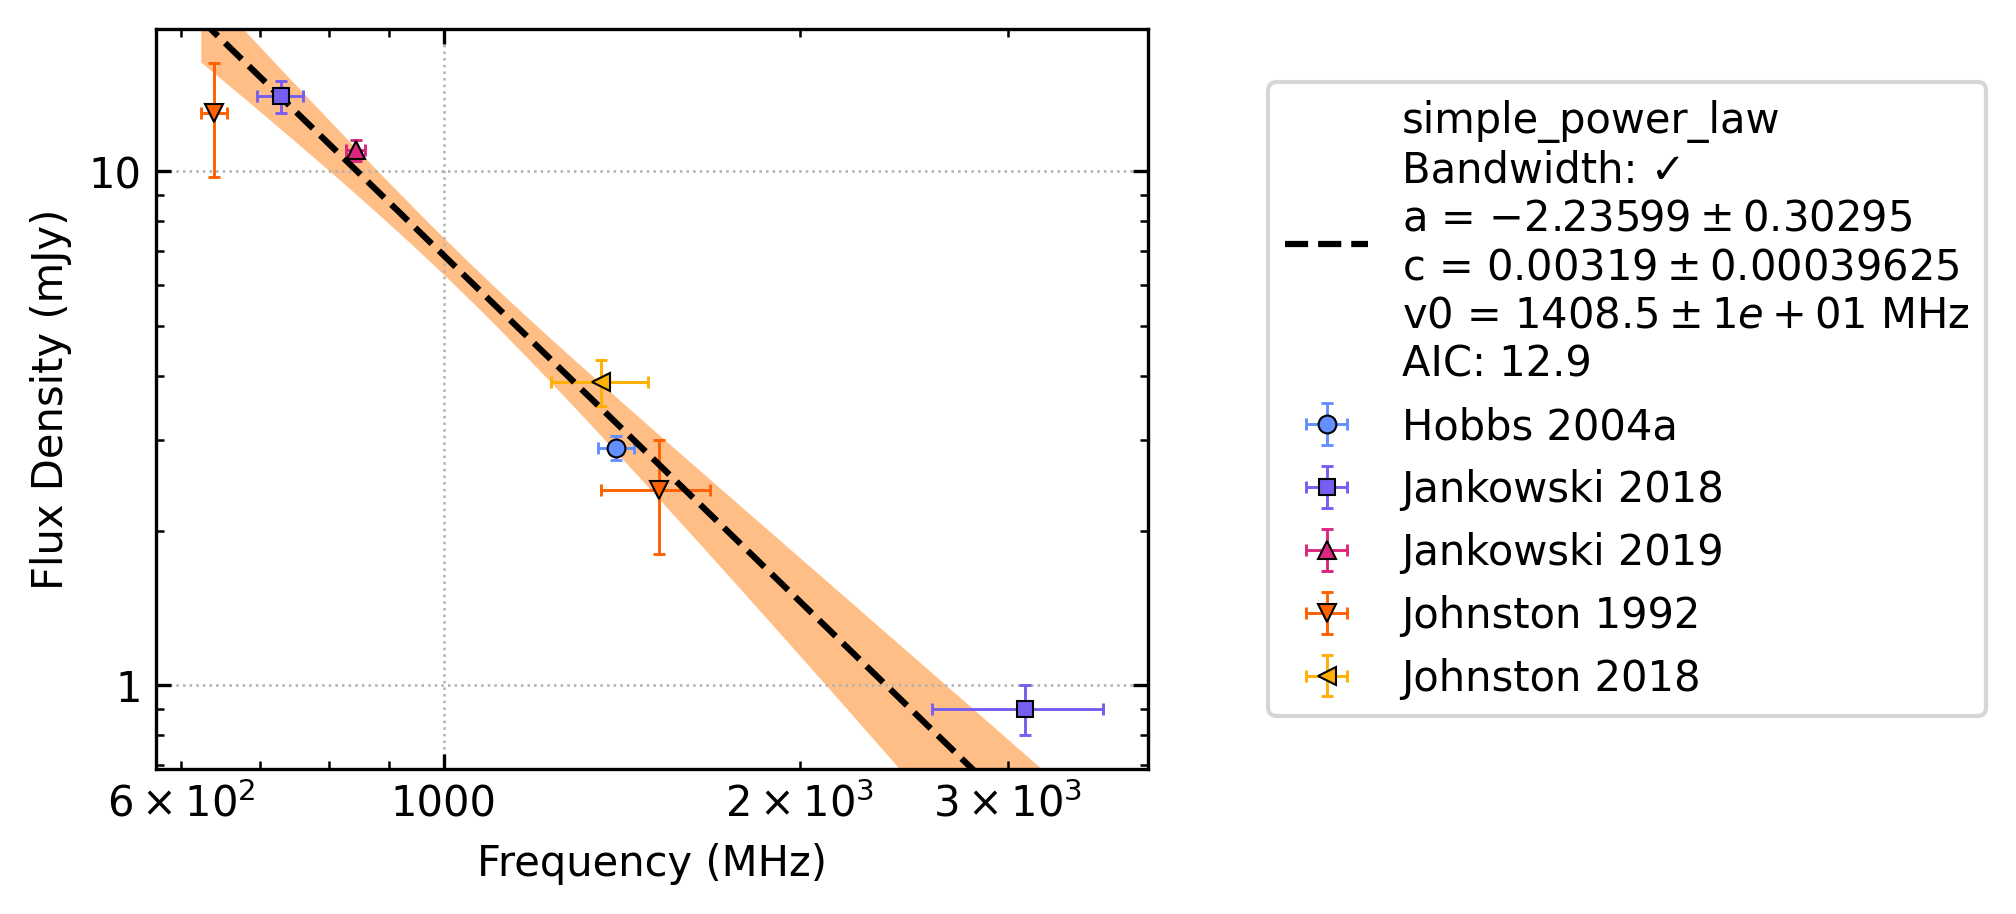 10
1
Flux Density (mJy)
6 × 10²
1000
2 × 10³
3 × 10³
Frequency (MHz)
simple_power_law
Bandwidth: ✓
a = −2.23599 ± 0.30295
c = 0.00319 ± 0.00039625
v0 = 1408.5 ± 1e + 01 MHz
AIC: 12.9
Hobbs 2004a
Jankowski 2018
Jankowski 2019
Johnston 1992
Johnston 2018